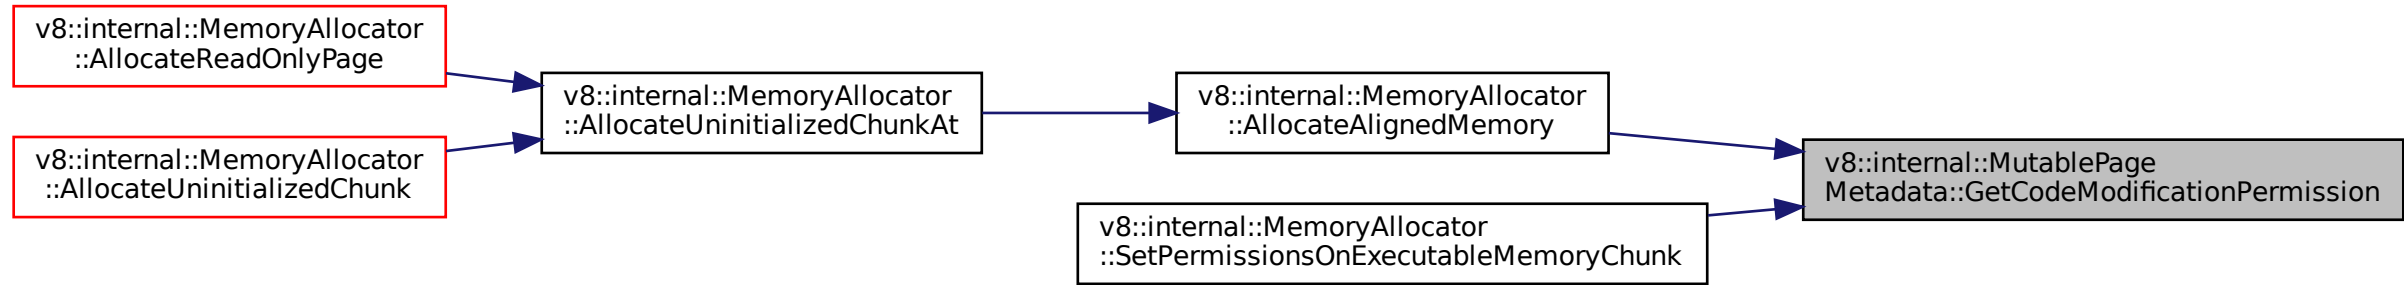 v8::internal::MemoryAllocator
::AllocateReadOnlyPage
v8::internal::MemoryAllocator
::AllocateUninitializedChunk
v8::internal::MemoryAllocator
::AllocateUninitializedChunkAt
v8::internal::MemoryAllocator
::AllocateAlignedMemory
v8::internal::MemoryAllocator
::SetPermissionsOnExecutableMemoryChunk
v8::internal::MutablePage
Metadata::GetCodeModificationPermission